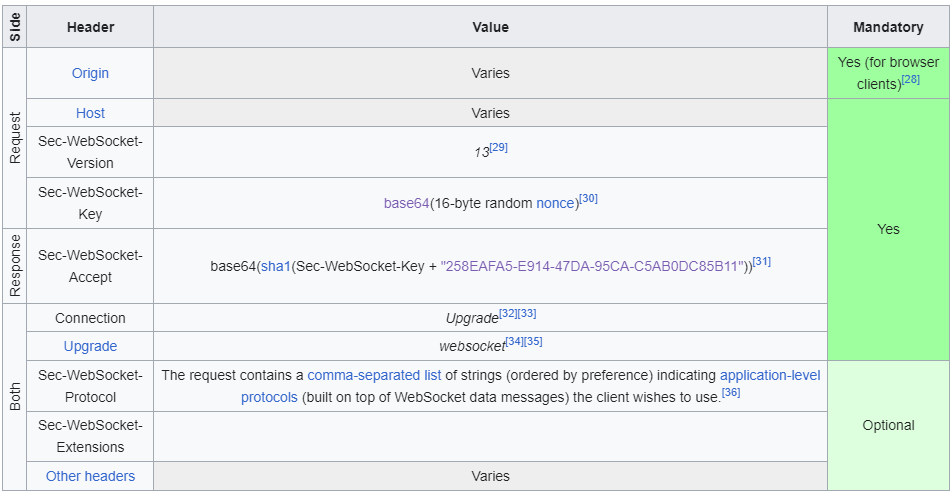 Side
Header
Value
Mandatory
Request
Origin
Varies
Yes (for browser
clients)[28]
Host
Varies
Yes
Sec-WebSocket-
Version
13[29]
Sec-WebSocket-
Key
base64(16-byte random nonce)[30]
Response
Sec-WebSocket-
Accept
base64(sha1(Sec-WebSocket-Key + "258EAFA5-E914-47DA-95CA-C5AB0DC85B11"))[31]
Both
Connection
Upgrade[32][33]
Upgrade
websocket[34][35]
Sec-WebSocket-
Protocol
The request contains a comma-separated list of strings (ordered by preference) indicating application-level
protocols (built on top of WebSocket data messages) the client wishes to use.[36]
Optional
Sec-WebSocket-
Extensions
Other headers
Varies